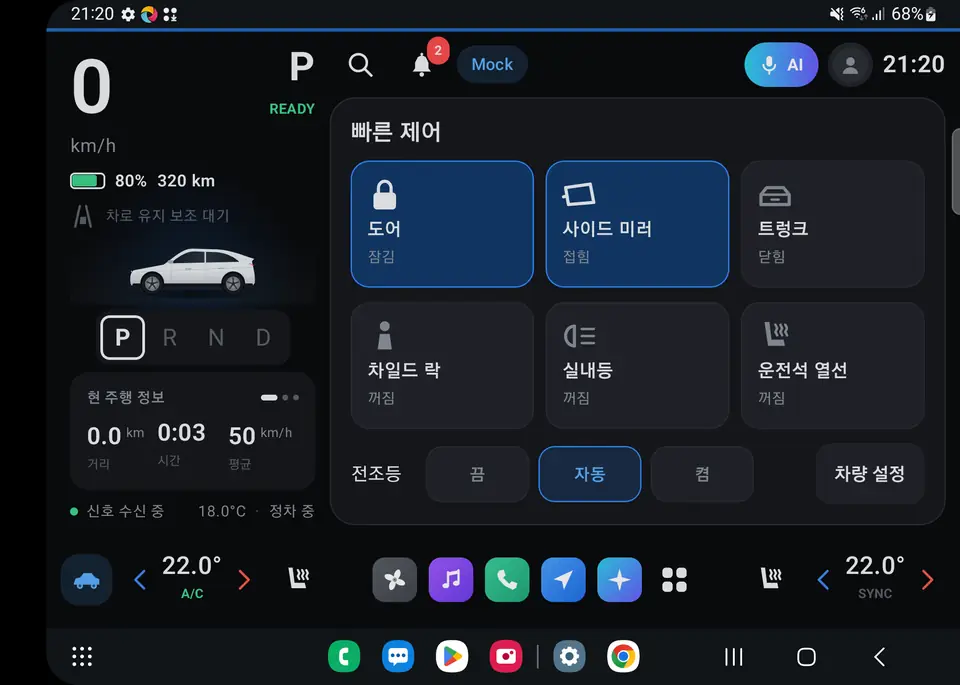 21:20
68%
0
P
READY
km/h
80% 320 km
차로 유지 보조 대기
P R N D
현 주행 정보
0.0 km 0:03 50 km/h
거리 시간 평균
신호 수신 중 18.0°C · 정차 중
2
Mock
AI
21:20
빠른 제어
도어
잠김
사이드 미러
접힘
트렁크
닫힘
차일드 락
꺼짐
실내등
꺼짐
운전석 열선
꺼짐
전조등 끔 자동 켬 차량 설정
22.0°
A/C
22.0°
SYNC